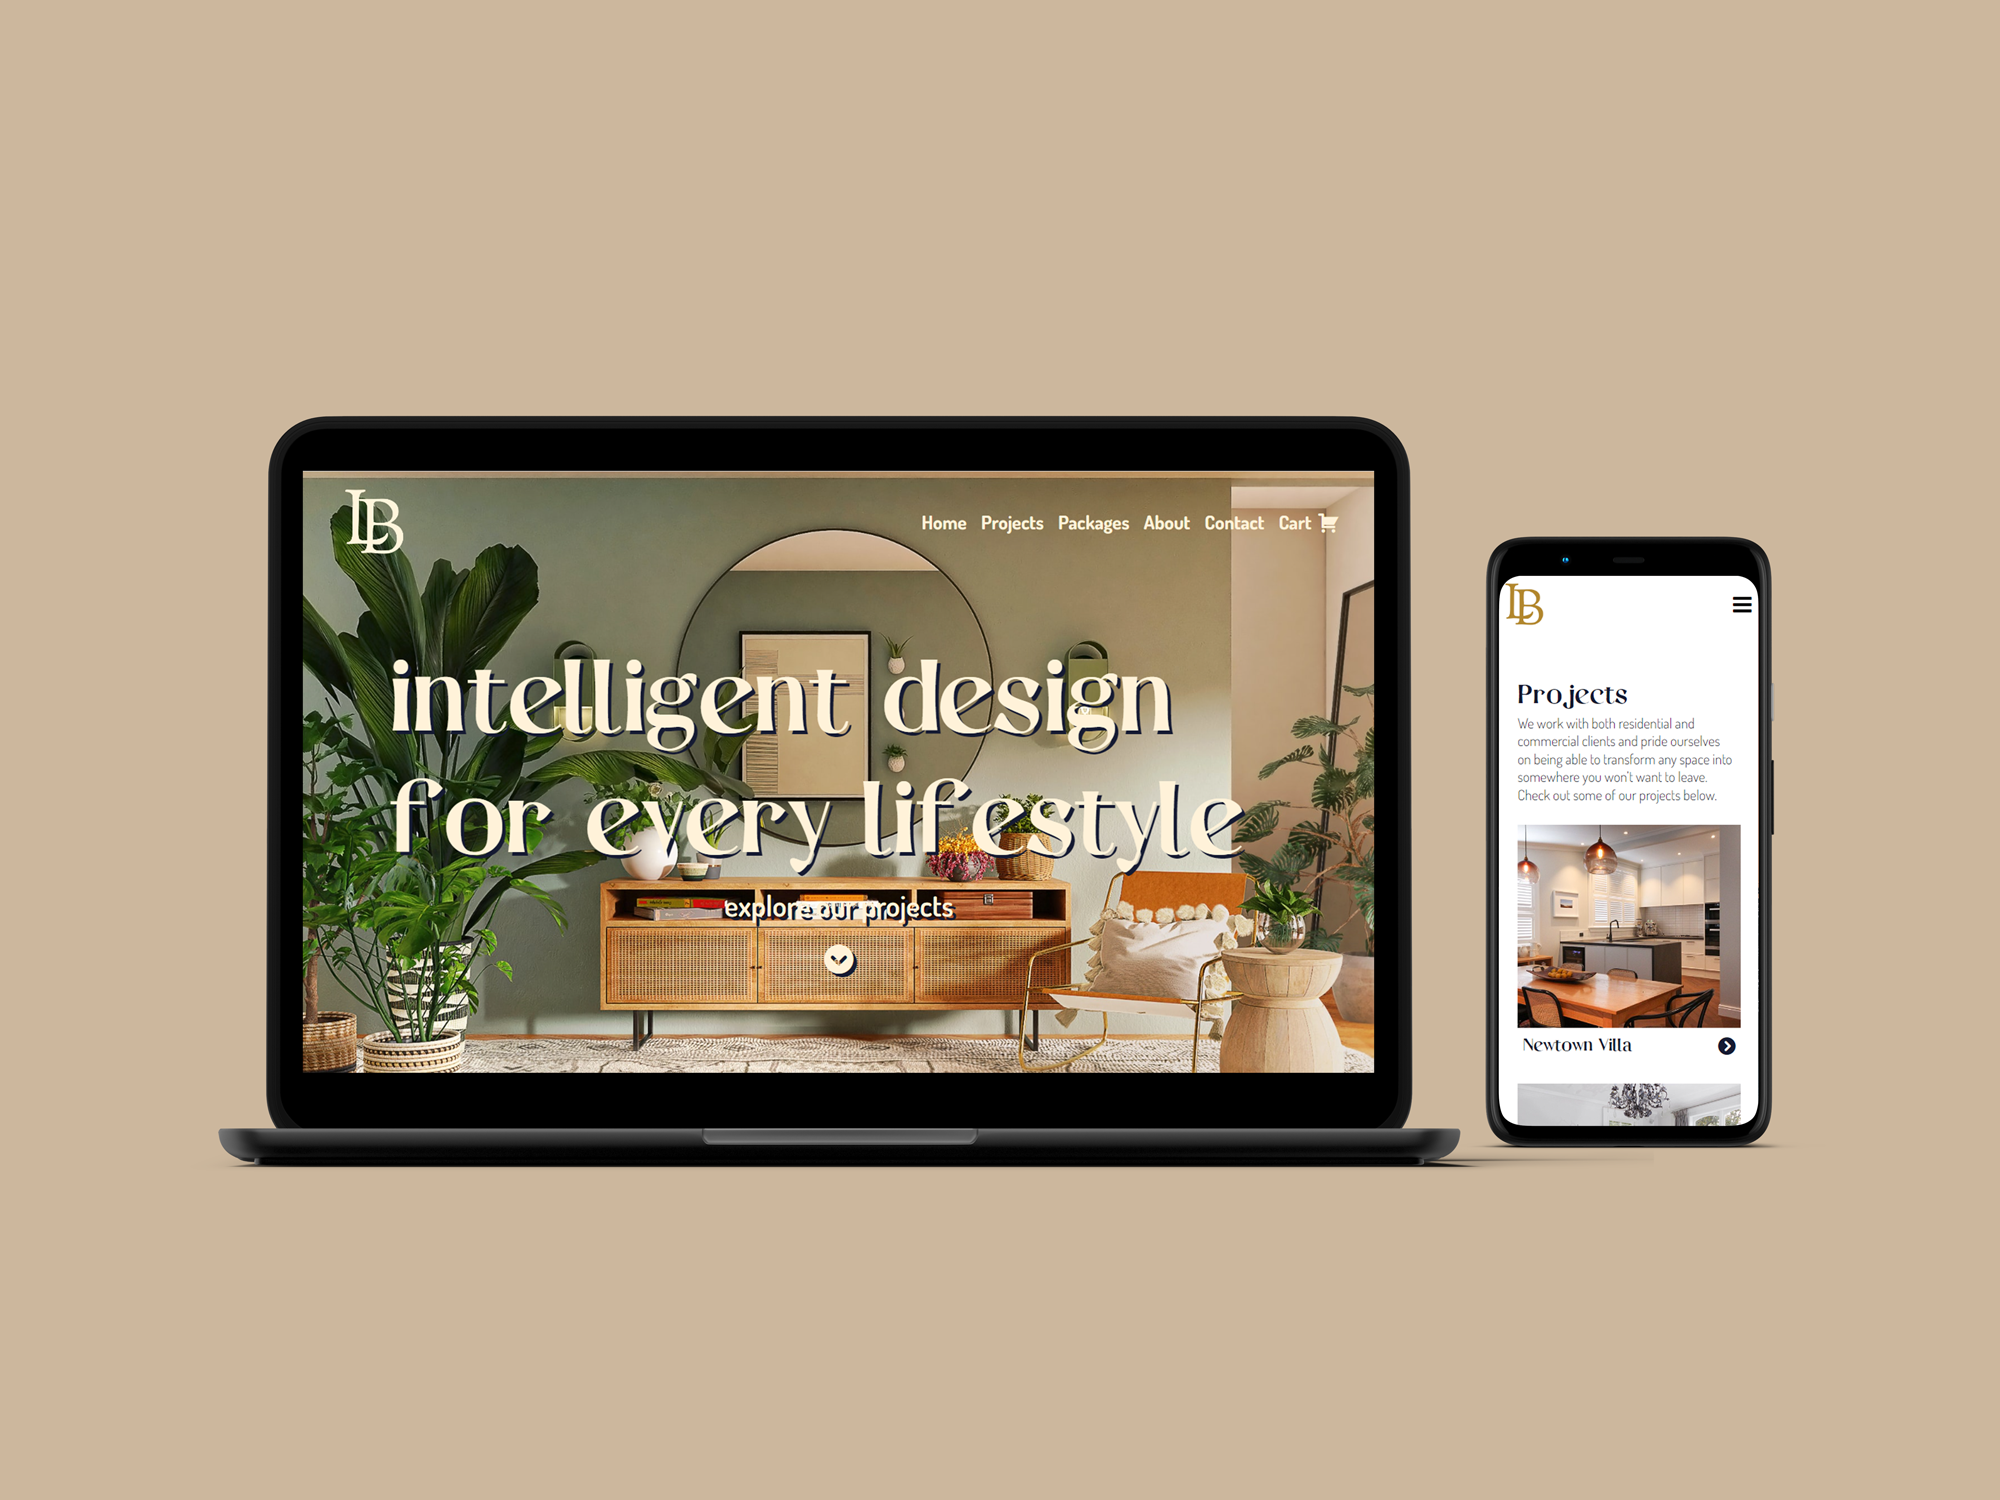 LB
Home Projects Packages About Contact Cart
intelligent design
for every lifestyle
explore our projects
LB
Projects
We work with both residential and
commercial clients and pride ourselves
on being able to transform any space into
somewhere you won't want to leave.
Check out some of our projects below.
Newtown Villa